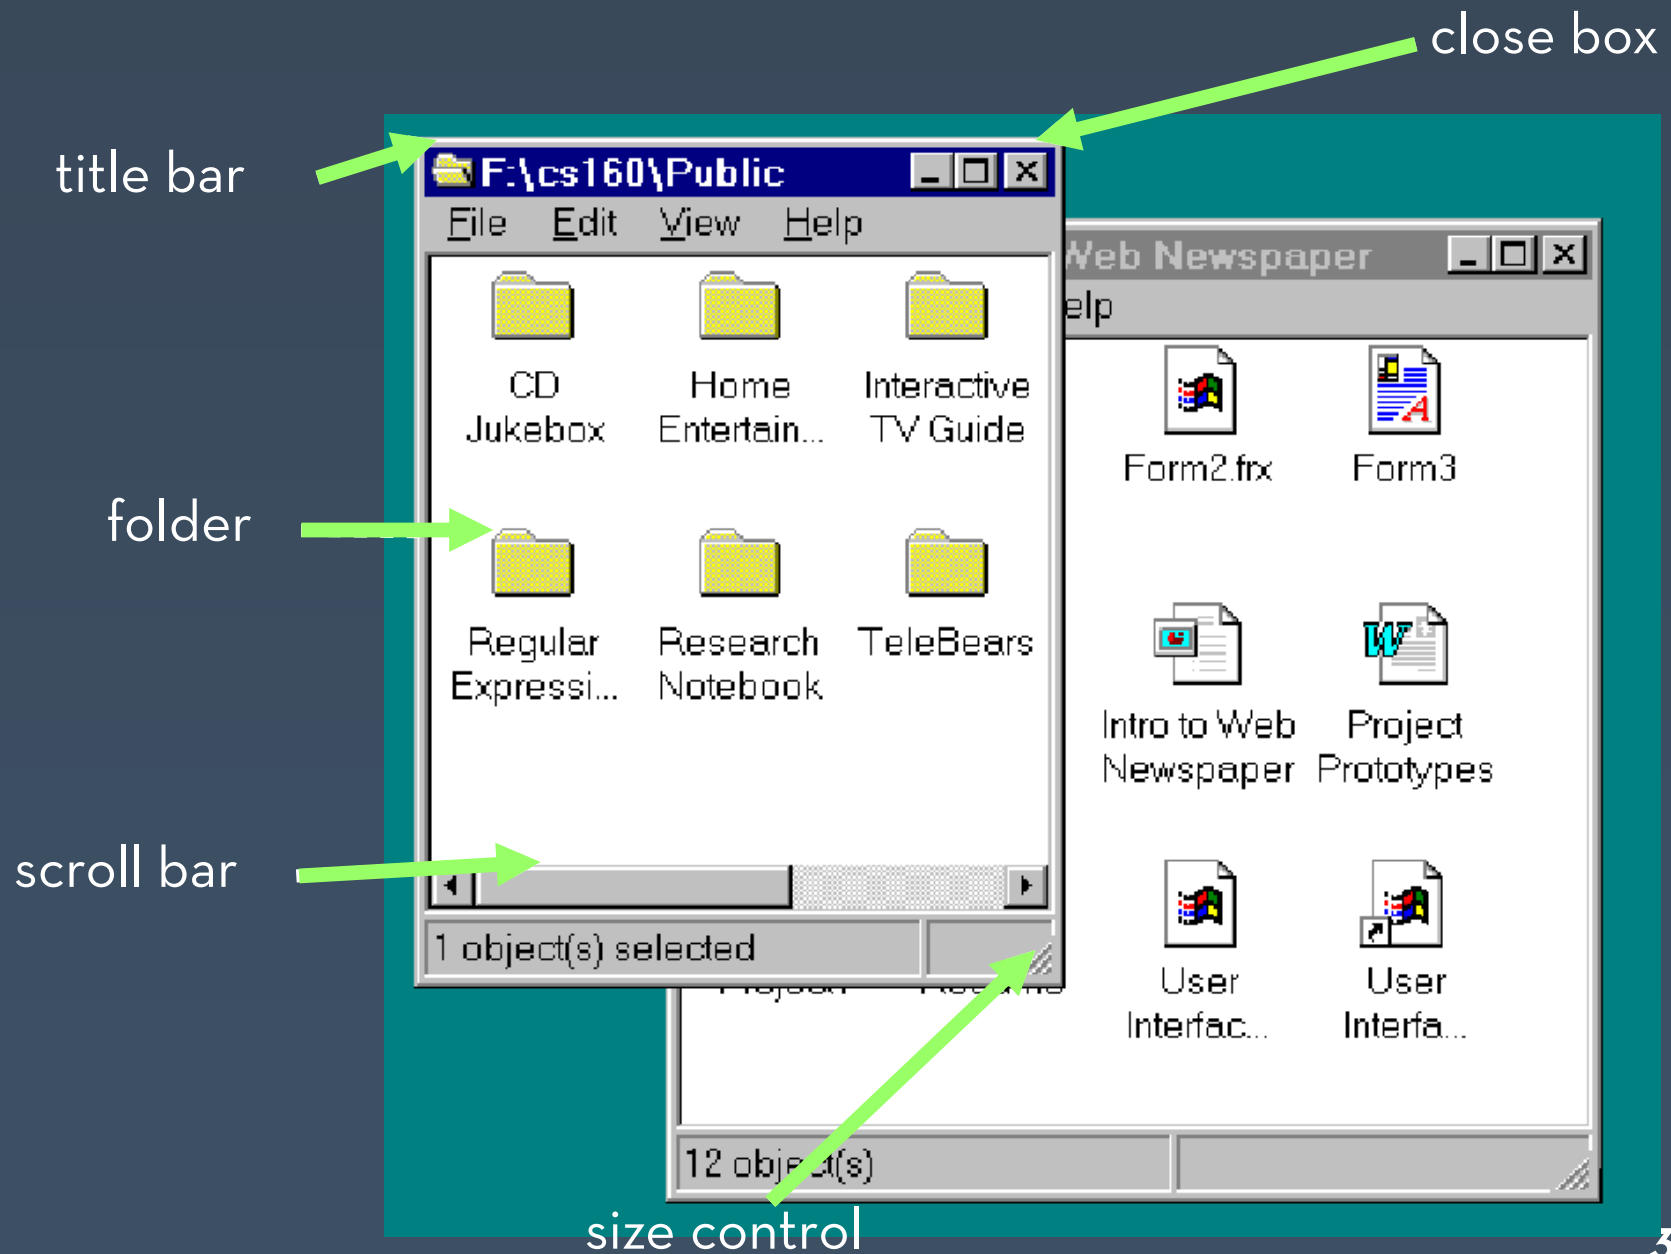 close box
title bar
F:\cs160\Public
File Edit View Help
Web Newspaper
elp
CD
Jukebox
Home
Entertain...
Interactive
TV Guide
Form2.frx
Form3
folder
Regular
Expressi...
Research
Notebook
TeleBears
Intro to Web
Newspaper
Project
Prototypes
scroll bar
1 object(s) selected
User
Interfac...
User
Interfa...
12 object(s)
size control